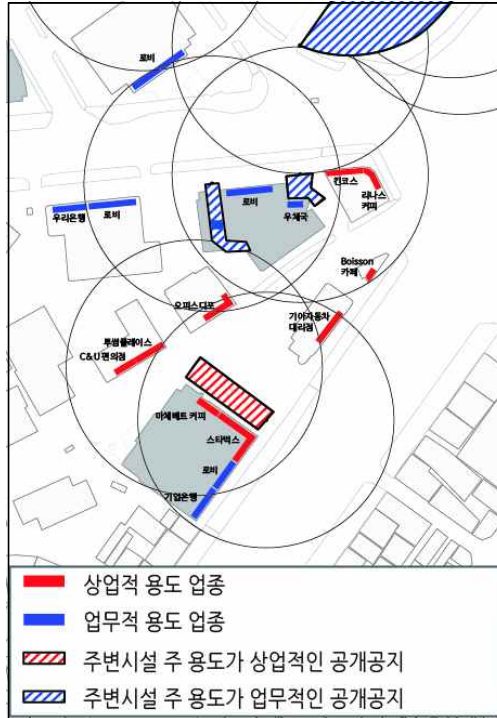 로비
킨코스
리나스
커피
로비
우체국
우리은행
로비
Boisson
카페
오피스디포
기아자동차
대리점
투썸플레이스
C&U편의점
마체베트 커피
스타벅스
로비
기업은행
상업적 용도 업종
업무적 용도 업종
주변시설 주 용도가 상업적인 공개공지
주변시설 주 용도가 업무적인 공개공지